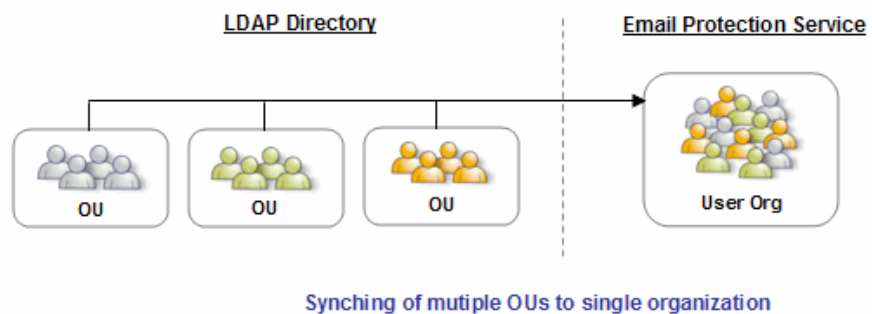 LDAP Directory
Email Protection Service
OU
OU
OU
User Org
Synching of mutiple OUs to single organization